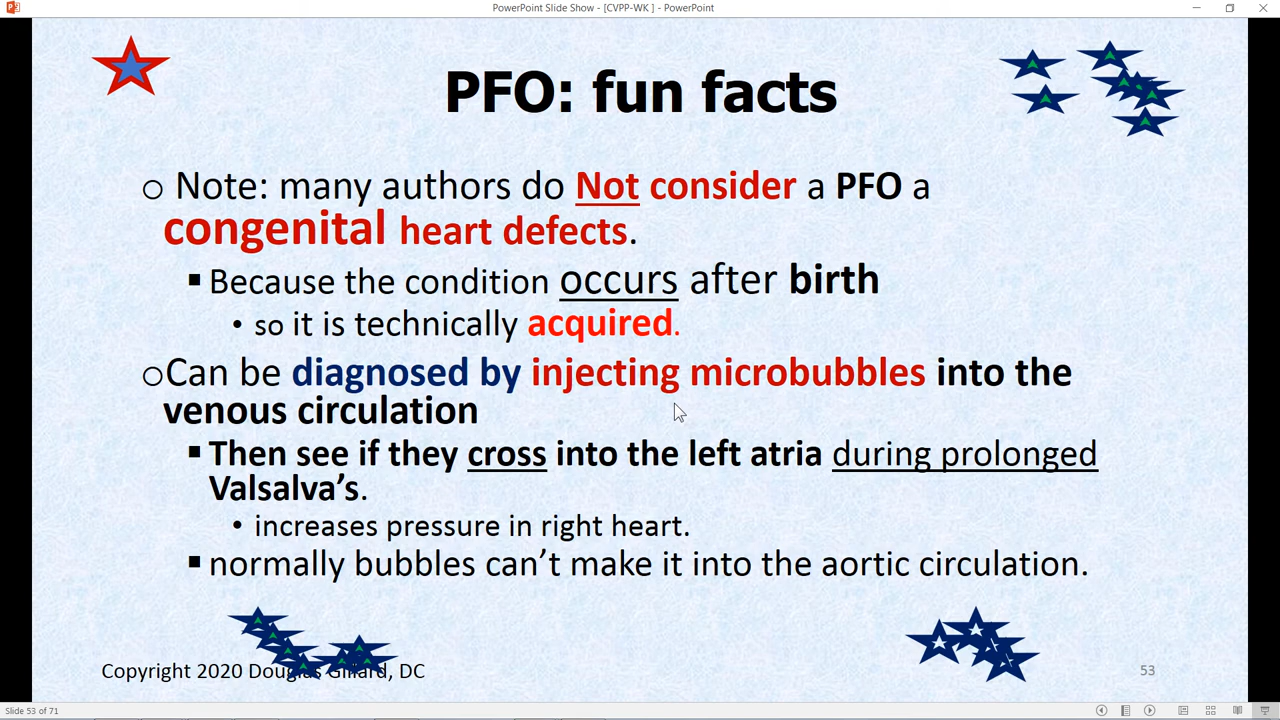 PowerPoint Slide Show - [CVPP-WK ] - PowerPoint
PFO: fun facts
o Note: many authors do Not consider a PFO a
congenital heart defects.
▪ Because the condition occurs after birth
• so it is technically acquired.
oCan be diagnosed by injecting microbubbles into the
venous circulation
▪ Then see if they cross into the left atria during prolonged
Valsalva’s.
• increases pressure in right heart.
▪ normally bubbles can’t make it into the aortic circulation.
Copyright 2020 Douglas Gillard, DC
53
Slide 53 of 71